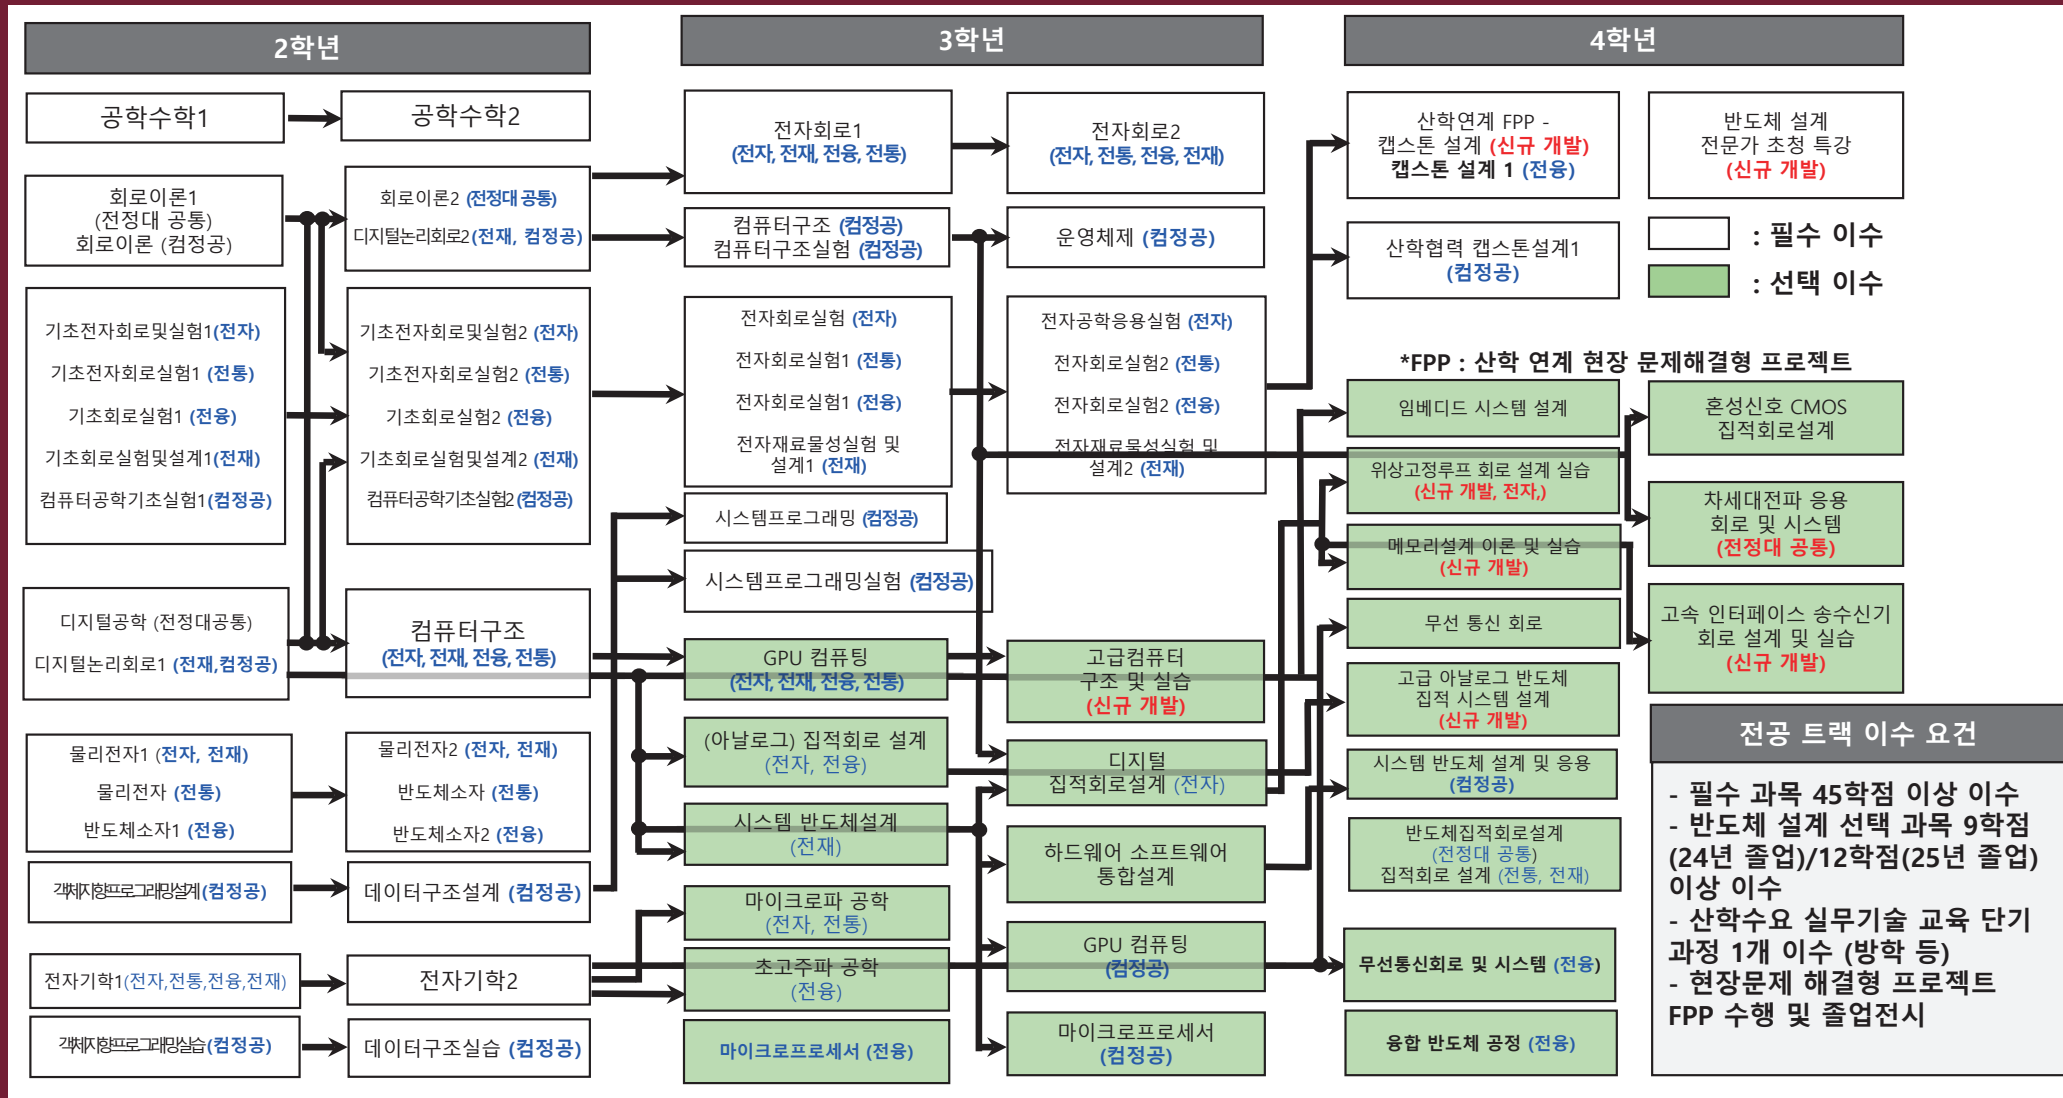 2학년
공학수학1
공학수학2
회로이론1
(전정대 공통)
회로이론 (컴정공)
회로이론2 (전정대 공통)
디지털논리회로2(전재, 컴정공)
기초전자회로및실험1(전자)
기초전자회로실험1 (전통)
기초회로실험1 (전융)
기초회로실험및설계1(전재)
컴퓨터공학기초실험1(컴정공)
기초전자회로및실험2 (전자)
기초전자회로실험2 (전통)
기초회로실험2 (전융)
기초회로실험및설계2 (전재)
컴퓨터공학기초실험2(컴정공)
디지털공학 (전정대공통)
디지털논리회로1 (전재,컴정공)
컴퓨터구조
(전자, 전재, 전융, 전통)
물리전자1 (전자, 전재)
물리전자 (전통)
반도체소자1 (전융)
물리전자2 (전자, 전재)
반도체소자 (전통)
반도체소자2 (전융)
객체지향프로그래밍설계(컴정공)
데이터구조설계 (컴정공)
전자기학1(전자,전통,전융,전재)
전자기학2
객체지향프로그래밍실습(컴정공)
데이터구조실습 (컴정공)
3학년
전자회로1
(전자, 전재, 전융, 전통)
전자회로2
(전자, 전통, 전융, 전재)
컴퓨터구조 (컴정공)
컴퓨터구조실험 (컴정공)
운영체제 (컴정공)
전자회로실험 (전자)
전자회로실험1 (전통)
전자회로실험1 (전융)
전자재료물성실험 및
설계1 (전재)
전자공학응용실험 (전자)
전자회로실험2 (전통)
전자회로실험2 (전융)
전자재료물성실험 및
설계2 (전재)
시스템프로그래밍 (컴정공)
시스템프로그래밍실험 (컴정공)
GPU 컴퓨팅
(전자, 전재, 전융, 전통)
고급컴퓨터
구조 및 실습
(신규 개발)
(아날로그) 집적회로 설계
(전자, 전융)
디지털
집적회로설계 (전자)
시스템 반도체설계
(전재)
하드웨어 소프트웨어
통합설계
마이크로파 공학
(전자, 전통)
GPU 컴퓨팅
(컴정공)
초고주파 공학
(전융)
마이크로프로세서 (전융)
마이크로프로세서
(컴정공)
4학년
산학연계 FPP -
캡스톤 설계 (신규 개발)
캡스톤 설계 1 (전융)
반도체 설계
전문가 초청 특강
(신규 개발)
산학협력 캡스톤설계1
(컴정공)
: 필수 이수
: 선택 이수
*FPP : 산학 연계 현장 문제해결형 프로젝트
임베디드 시스템 설계
혼성신호 CMOS
집적회로설계
위상고정루프 회로 설계 실습
(신규 개발, 전자,)
차세대전파 응용
회로 및 시스템
(전정대 공통)
메모리설계 이론 및 실습
(신규 개발)
무선 통신 회로
고속 인터페이스 송수신기
회로 설계 및 실습
(신규 개발)
고급 아날로그 반도체
집적 시스템 설계
(신규 개발)
시스템 반도체 설계 및 응용
(컴정공)
반도체집적회로설계
(전정대 공통)
집적회로 설계 (전통, 전재)
무선통신회로 및 시스템 (전융)
융합 반도체 공정 (전융)
전공 트랙 이수 요건
- 필수 과목 45학점 이상 이수
- 반도체 설계 선택 과목 9학점
(24년 졸업)/12학점(25년 졸업)
이상 이수
- 산학수요 실무기술 교육 단기
과정 1개 이수 (방학 등)
- 현장문제 해결형 프로젝트
FPP 수행 및 졸업전시